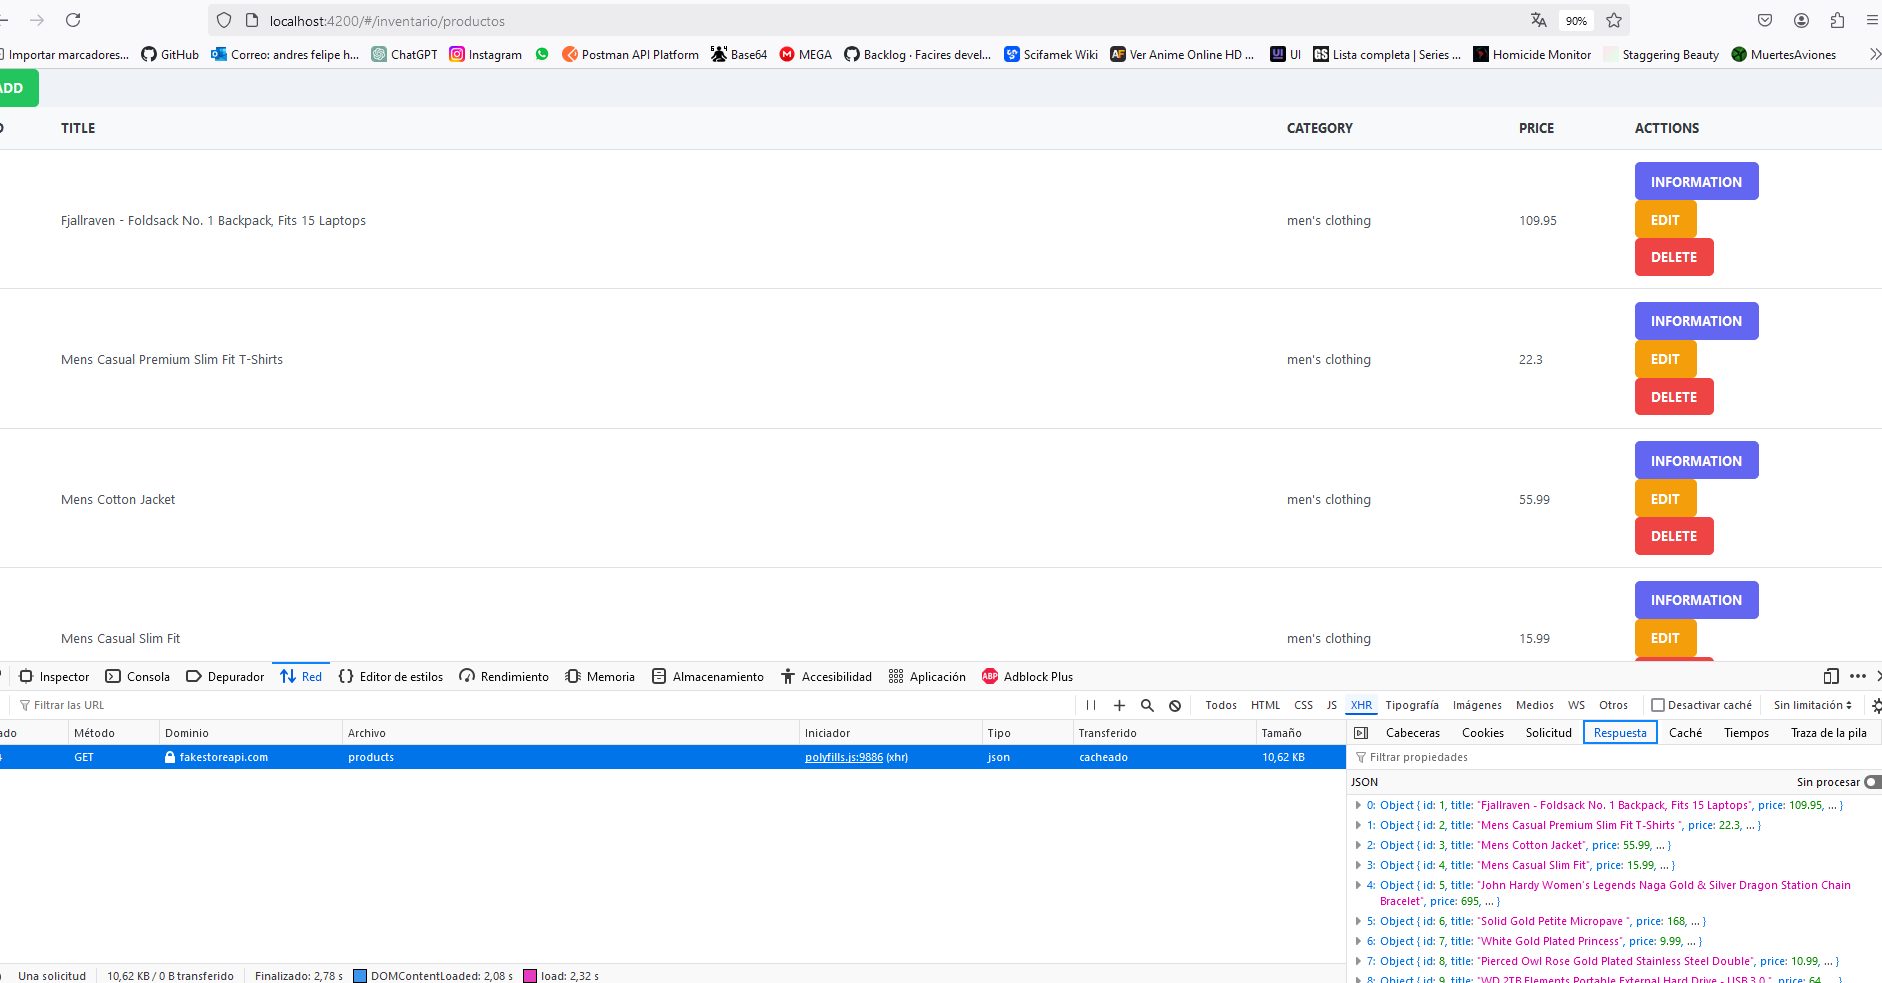 localhost:4200/#/inventario/productos 90%
Importar marcadores... GitHub Correo: andres felipe h... ChatGPT Instagram Postman API Platform Base64 MEGA Backlog · Facires devel... Scifamek Wiki Ver Anime Online HD ... UI Lista completa | Series ... Homicide Monitor Staggering Beauty MuertesAviones
ADD
TITLE CATEGORY PRICE ACTTIONS
INFORMATION
Fjallraven - Foldsack No. 1 Backpack, Fits 15 Laptops men's clothing 109.95 EDIT
DELETE
INFORMATION
Mens Casual Premium Slim Fit T-Shirts men's clothing 22.3 EDIT
DELETE
INFORMATION
Mens Cotton Jacket men's clothing 55.99 EDIT
DELETE
INFORMATION
Mens Casual Slim Fit men's clothing 15.99 EDIT
Inspector Consola Depurador Red Editor de estilos Rendimiento Memoria Almacenamiento Accesibilidad Aplicación ABP Adblock Plus
Filtrar las URL Todos HTML CSS JS XHR Tipografía Imágenes Medios WS Otros Desactivar caché Sin limitación
ado Método Dominio Archivo Iniciador Tipo Transferido Tamaño
GET fakestoreapi.com products polyfills.js:9886 (xhr) json cacheado 10,62 KB
Cabeceras Cookies Solicitud Respuesta Caché Tiempos Traza de la pila
Filtrar propiedades
JSON Sin procesar
0: Object { id: 1, title: "Fjallraven - Foldsack No. 1 Backpack, Fits 15 Laptops", price: 109.95, … }
1: Object { id: 2, title: "Mens Casual Premium Slim Fit T-Shirts ", price: 22.3, … }
2: Object { id: 3, title: "Mens Cotton Jacket", price: 55.99, … }
3: Object { id: 4, title: "Mens Casual Slim Fit", price: 15.99, … }
4: Object { id: 5, title: "John Hardy Women's Legends Naga Gold & Silver Dragon Station Chain
Bracelet", price: 695, … }
5: Object { id: 6, title: "Solid Gold Petite Micropave ", price: 168, … }
6: Object { id: 7, title: "White Gold Plated Princess", price: 9.99, … }
7: Object { id: 8, title: "Pierced Owl Rose Gold Plated Stainless Steel Double", price: 10.99, … }
8: Object { id: 9, title: "WD 2TB Elements Portable External Hard Drive - USB 3.0 ", price: 64, … }
Una solicitud 10,62 KB / 0 B transferido Finalizado: 2,78 s DOMContentLoaded: 2,08 s load: 2,32 s